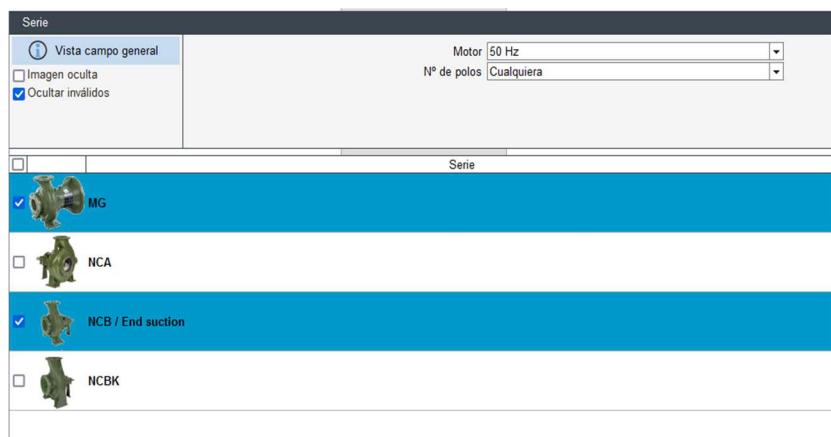 Serie
Vista campo general
Imagen oculta
Ocultar inválidos
Motor 50 Hz
Nº de polos Cualquiera
Serie
MG
NCA
NCB / End suction
NCBK